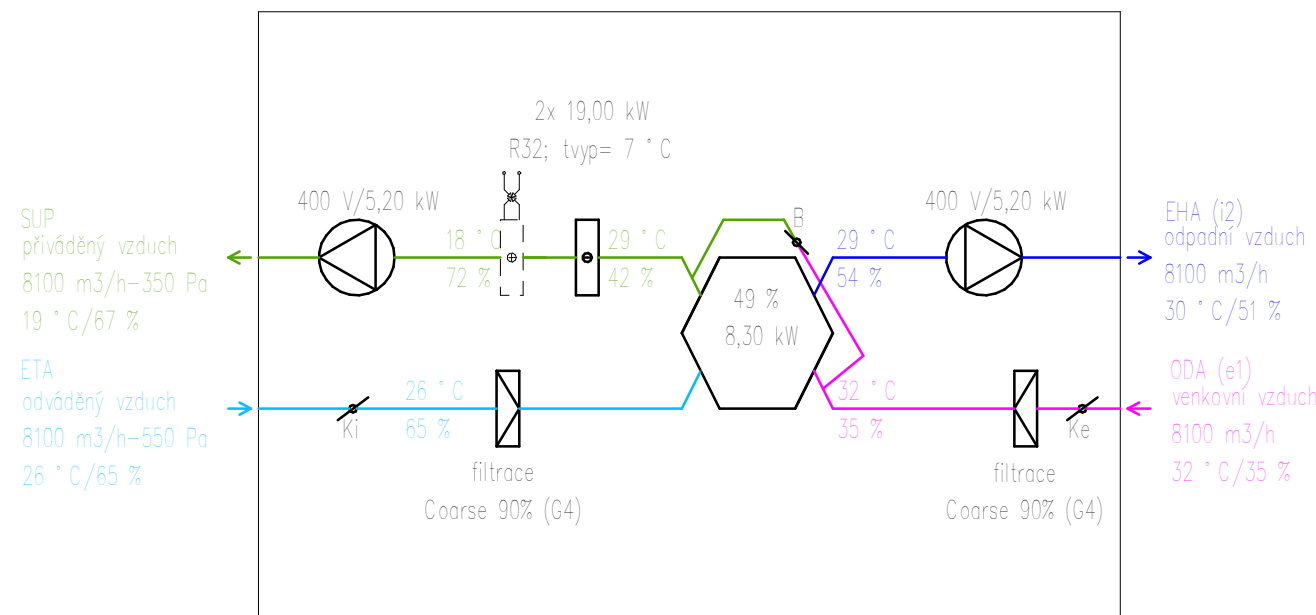 2x 19,00 kW
R32; tvyp= 7 °C
400 V/5,20 kW
400 V/5,20 kW
B
SUP
přiváděný vzduch
8100 m3/h-350 Pa
19 °C/67 %
18 °C
72 %
29 °C
42 %
49 %
8,30 kW
29 °C
54 %
EHA (i2)
odpadní vzduch
8100 m3/h
30 °C/51 %
ETA
odváděný vzduch
8100 m3/h-550 Pa
26 °C/65 %
Ki
26 °C
65 %
filtrace
Coarse 90% (G4)
32 °C
35 %
Ke
filtrace
Coarse 90% (G4)
ODA (e1)
venkovní vzduch
8100 m3/h
32 °C/35 %